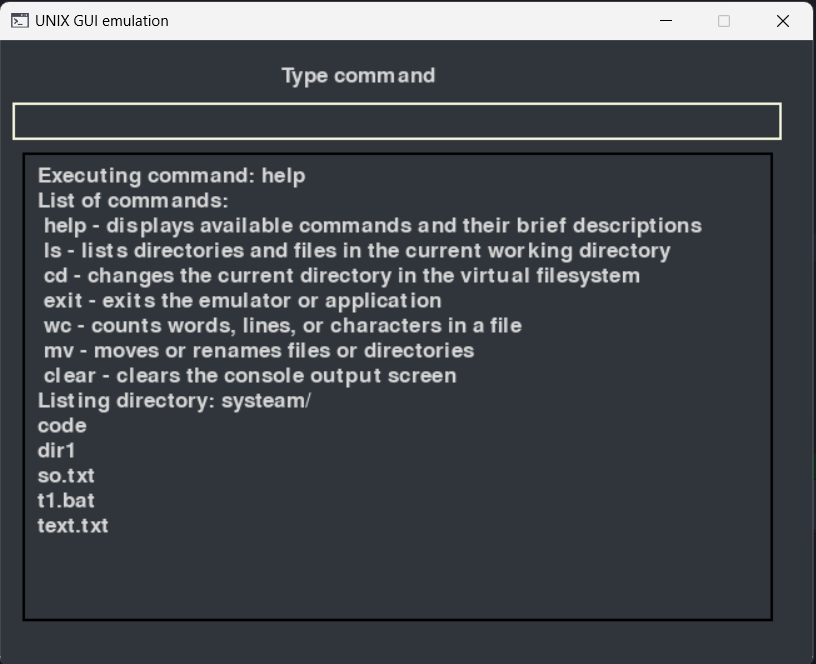 UNIX GUI emulation
Type command
Executing command: help
List of commands:
help - displays available commands and their brief descriptions
ls - lists directories and files in the current working directory
cd - changes the current directory in the virtual filesystem
exit - exits the emulator or application
wc - counts words, lines, or characters in a file
mv - moves or renames files or directories
clear - clears the console output screen
Listing directory: systeam/
code
dir1
so.txt
t1.bat
text.txt